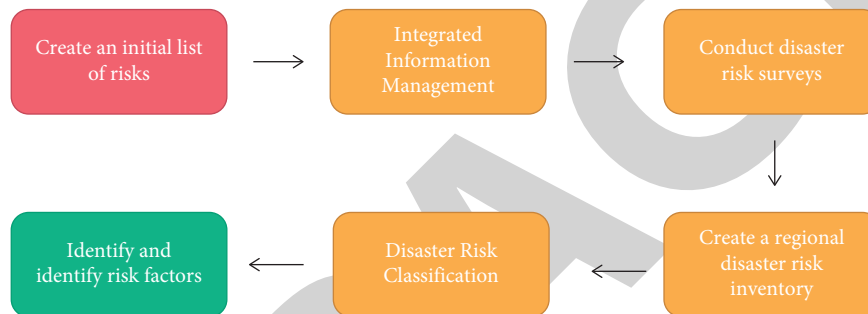 Create an initial list
of risks
Integrated
Information
Management
Conduct disaster
risk surveys
Create a regional
disaster risk
inventory
Disaster Risk
Classification
Identify and
identify risk factors